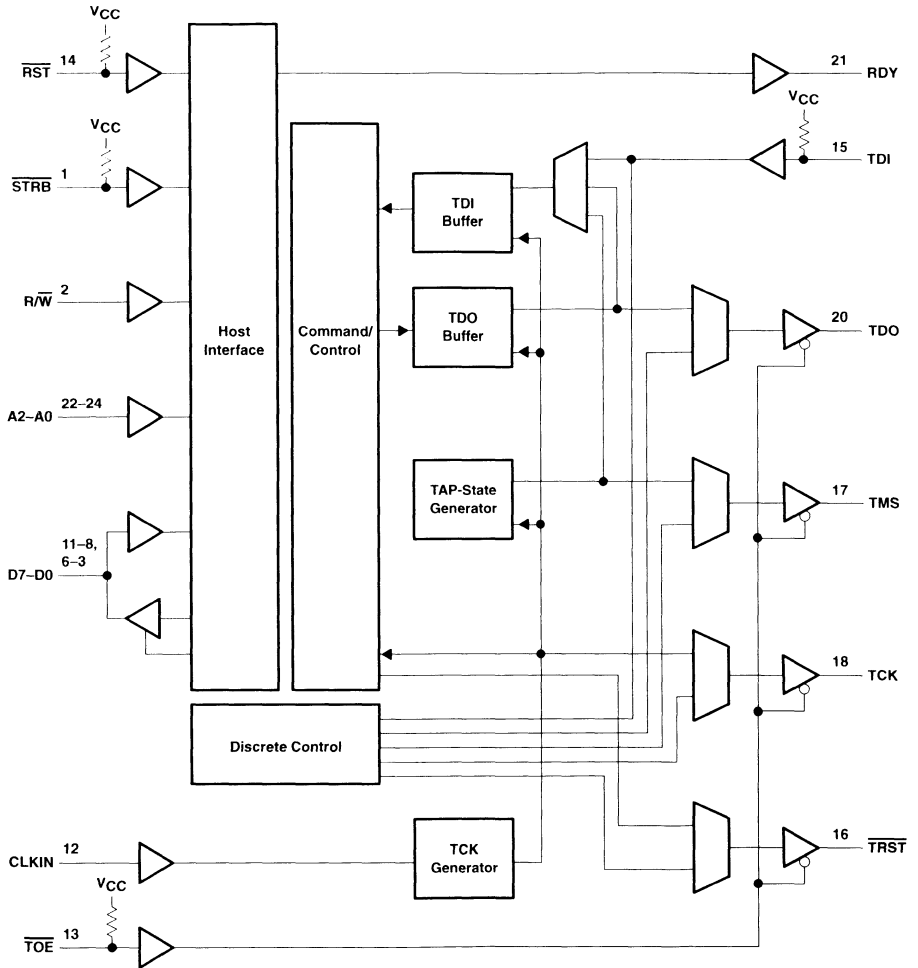 VCC
RST 14
21 RDY
VCC
VCC
15 TDI
STRB 1
TDI
Buffer
R/W 2
TDO
Buffer
20 TDO
Host
Interface
Command/
Control
A2–A0 22–24
TAP-State
Generator
17 TMS
11–8,
6–3
D7–D0
18 TCK
Discrete Control
CLKIN 12
TCK
Generator
16 TRST
VCC
TOE 13